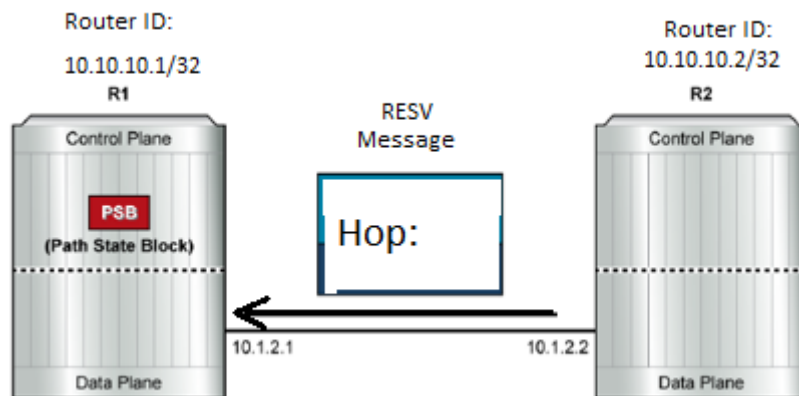 Router ID:
10.10.10.1/32
R1
Control Plane
PSB
(Path State Block)
10.1.2.1
Data Plane
RESV
Message
Hop:
Router ID:
10.10.10.2/32
R2
Control Plane
10.1.2.2
Data Plane